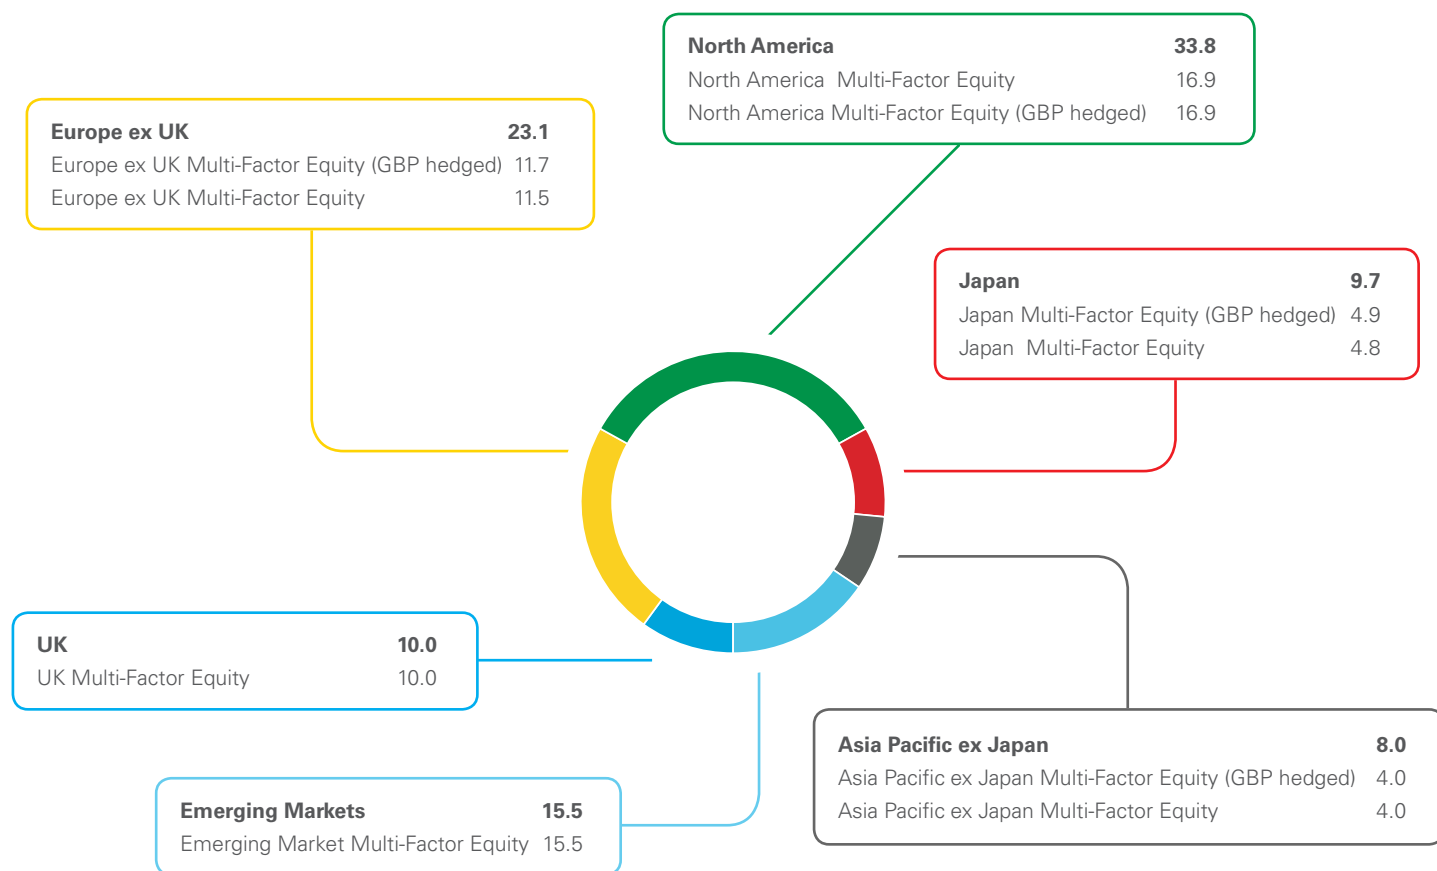 North America 33.8
North America Multi-Factor Equity 16.9
North America Multi-Factor Equity (GBP hedged) 16.9
Europe ex UK 23.1
Europe ex UK Multi-Factor Equity (GBP hedged) 11.7
Europe ex UK Multi-Factor Equity 11.5
Japan 9.7
Japan Multi-Factor Equity (GBP hedged) 4.9
Japan Multi-Factor Equity 4.8
UK 10.0
UK Multi-Factor Equity 10.0
Asia Pacific ex Japan 8.0
Asia Pacific ex Japan Multi-Factor Equity (GBP hedged) 4.0
Asia Pacific ex Japan Multi-Factor Equity 4.0
Emerging Markets 15.5
Emerging Market Multi-Factor Equity 15.5